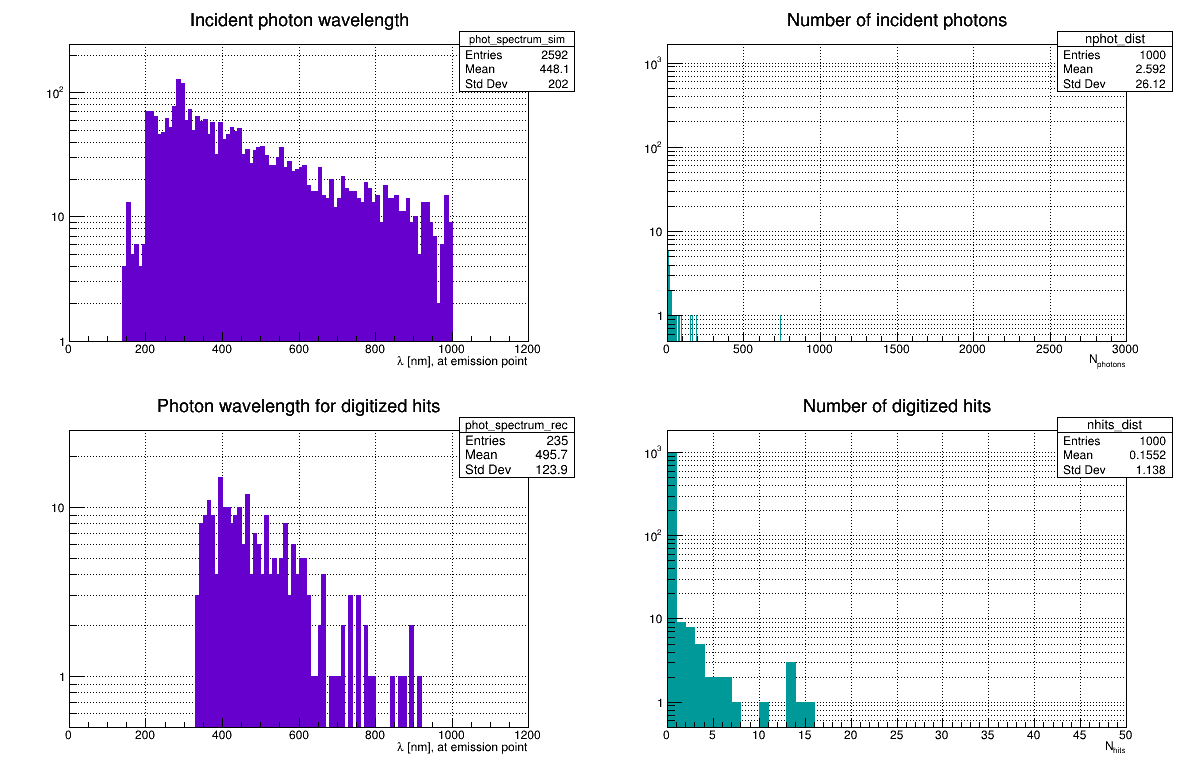 Incident photon wavelength
phot_spectrum_sim
Entries 2592
Mean 448.1
Std Dev 202
10²
10
1
0 200 400 600 800 1000 1200
λ [nm], at emission point
Number of incident photons
nphot_dist
Entries 1000
Mean 2.592
Std Dev 26.12
10³
10²
10
1
0 500 1000 1500 2000 2500 3000
N_photons
Photon wavelength for digitized hits
phot_spectrum_rec
Entries 235
Mean 495.7
Std Dev 123.9
10
1
0 200 400 600 800 1000 1200
λ [nm], at emission point
Number of digitized hits
nhits_dist
Entries 1000
Mean 0.1552
Std Dev 1.138
10³
10²
10
1
0 5 10 15 20 25 30 35 40 45 50
N_hits